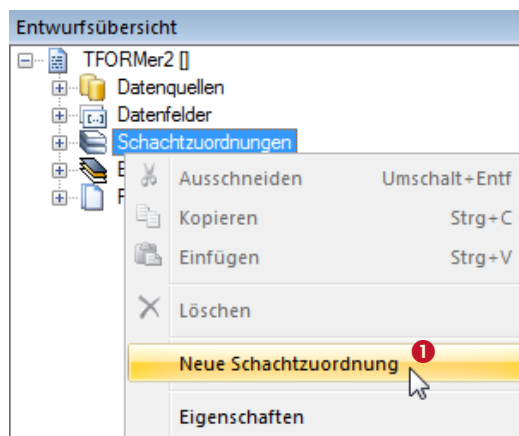 Entwurfsübersicht
TFORMer2 []
Datenquellen
Datenfelder
Schachtzuordnungen
Ausschneiden Umschalt+Entf
Kopieren Strg+C
Einfügen Strg+V
Löschen
Neue Schachtzuordnung 1
Eigenschaften